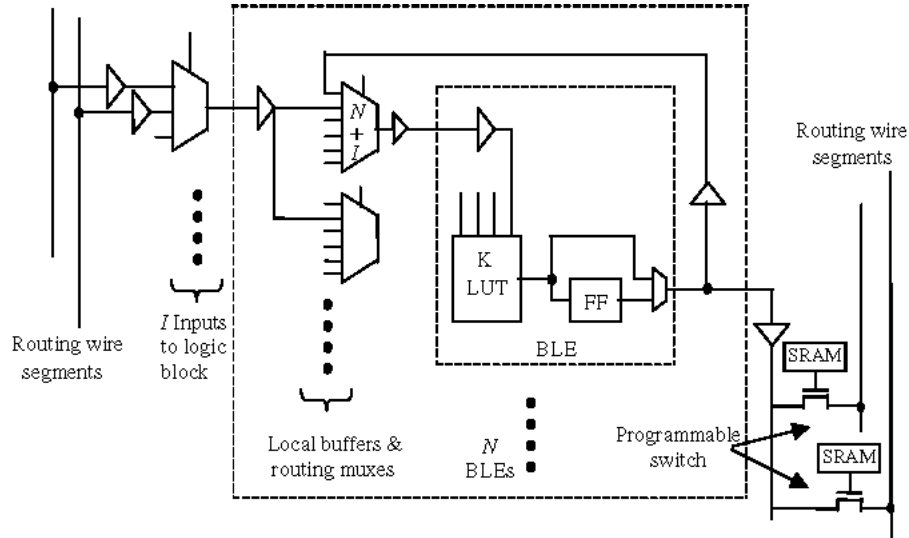 N
+
I
Routing wire
segments
K
LUT
FF
BLE
I Inputs
to logic
block
Routing wire
segments
SRAM
Local buffers &
routing muxes
N
BLEs
Programmable
switch
SRAM